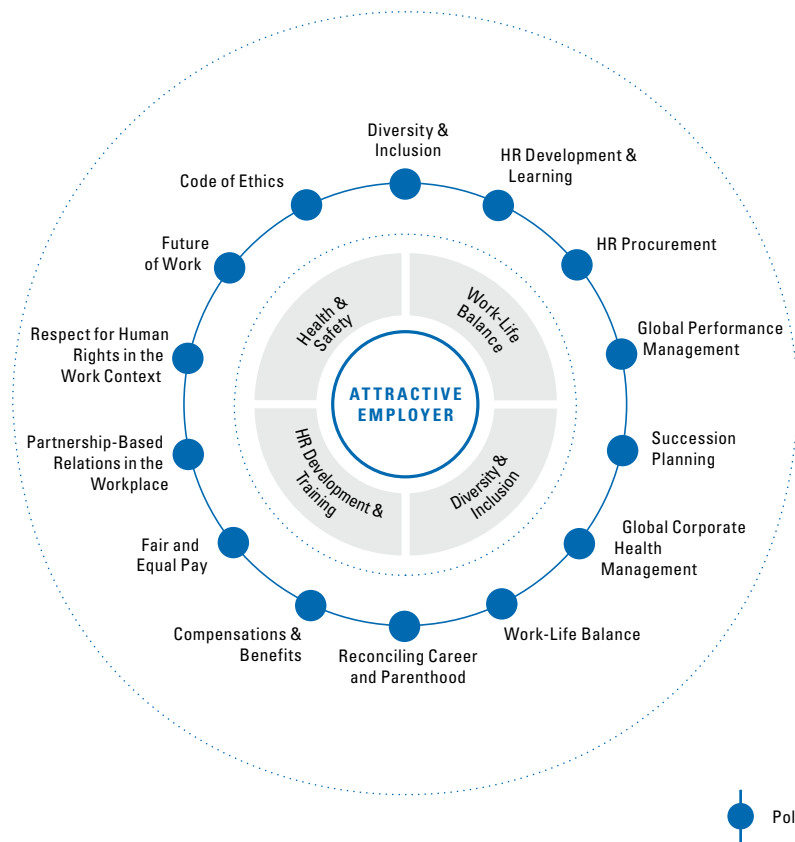 Diversity &
Inclusion
HR Development &
Learning
Code of Ethics
HR Procurement
Future
of Work
Health &
Safety
Work-Life
Balance
Global Performance
Management
Respect for Human
Rights in the
Work Context
ATTRACTIVE
EMPLOYER
Partnership-Based
Relations in the
Workplace
Succession
Planning
HR Development &
Training
Diversity &
Inclusion
Global Corporate
Health
Management
Fair and
Equal Pay
Compensations &
Benefits
Reconciling Career
and Parenthood
Work-Life Balance
Pol